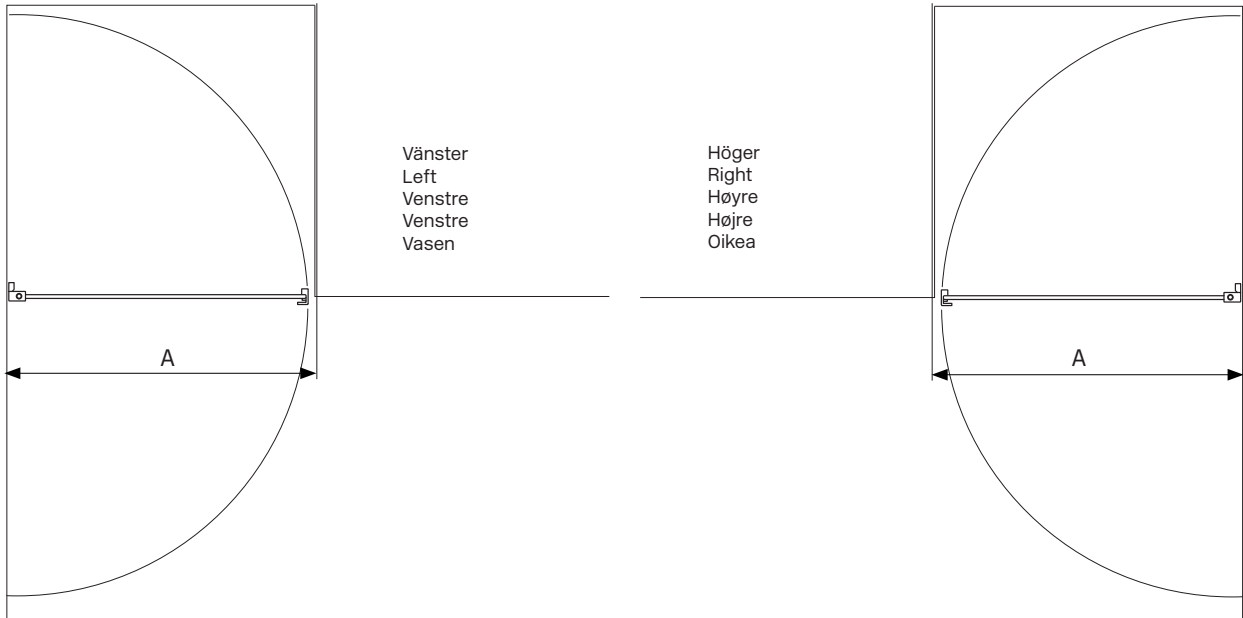 Vänster
Left
Venstre
Venstre
Vasen
Höger
Right
Høyre
Højre
Oikea
A
A